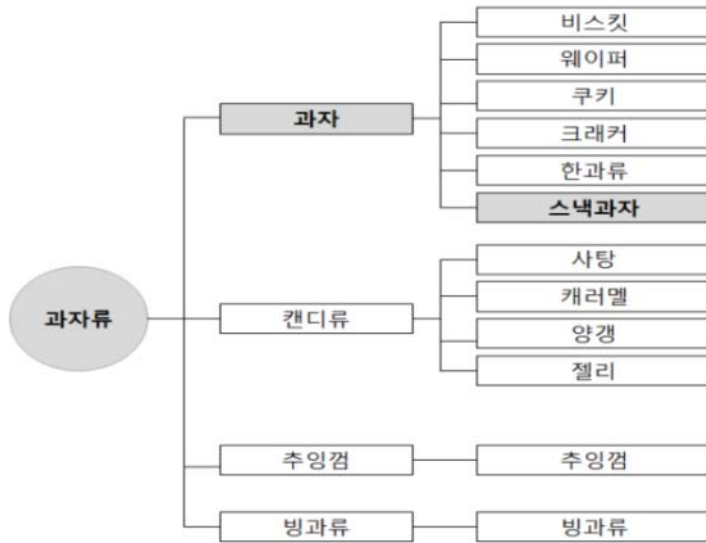 과자류
과자
비스킷
웨이퍼
쿠키
크래커
한과류
스낵과자
캔디류
사탕
캐러멜
양갱
젤리
추잉껌
추잉껌
빙과류
빙과류